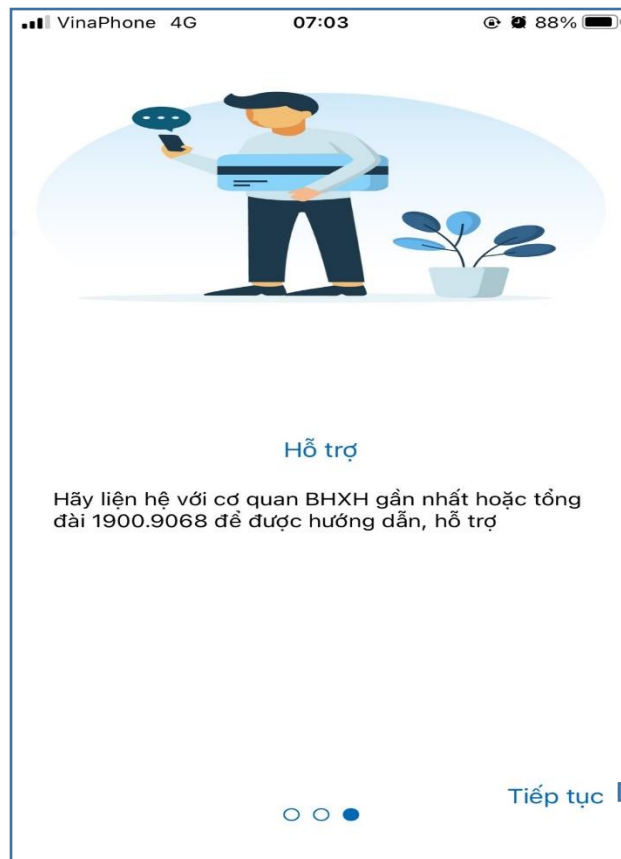 VinaPhone 4G 07:03 88%
Hỗ trợ
Hãy liện hệ với cơ quan BHXH gần nhất hoặc tổng
đài 1900.9068 để được hướng dẫn, hỗ trợ
Tiếp tục